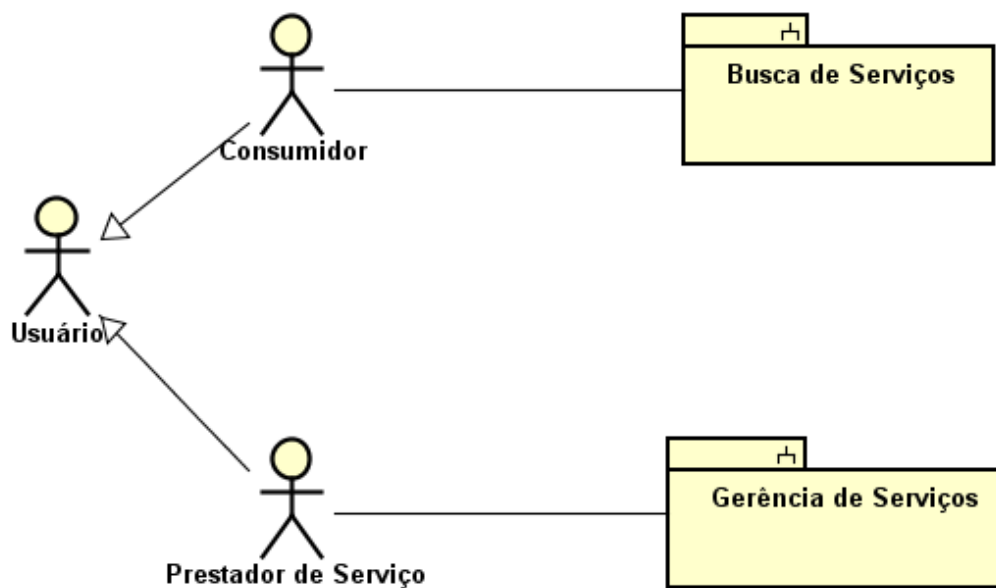 Busca de Serviços
Consumidor
Usuário
Gerência de Serviços
Prestador de Serviço